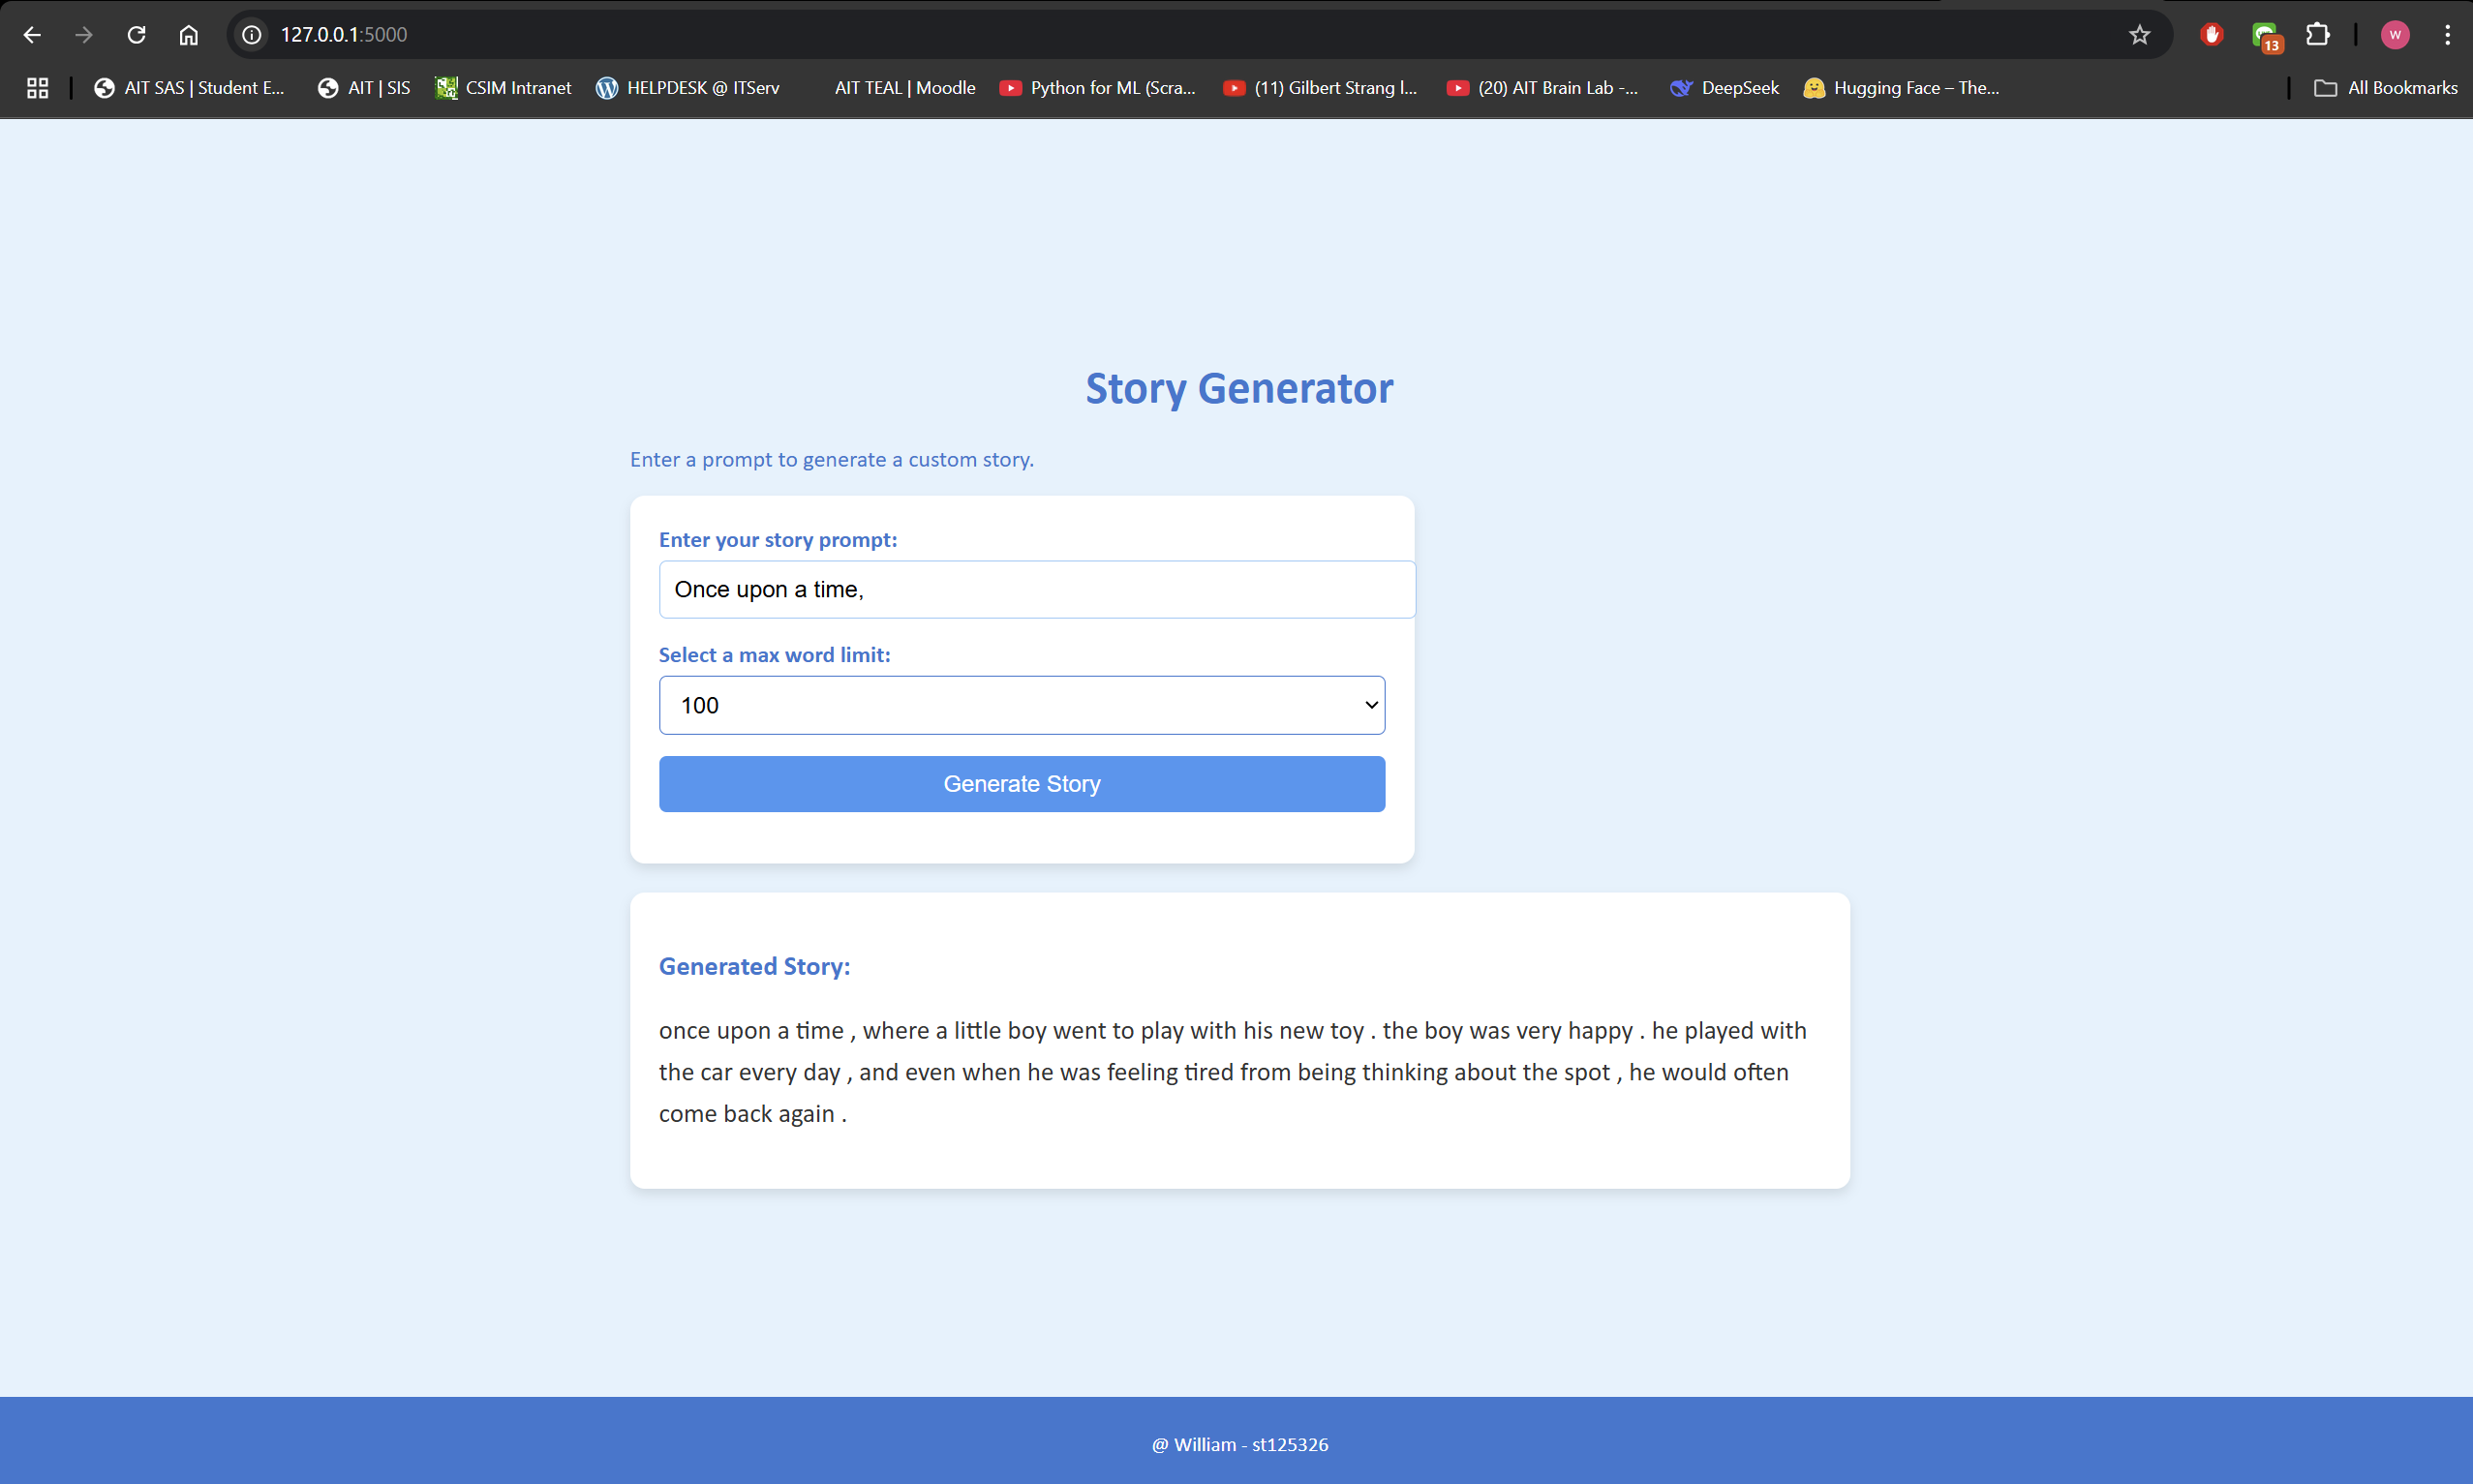 127.0.0.1:5000
13
W
AIT SAS | Student E...
AIT | SIS
CSIM Intranet
HELPDESK @ ITServ
AIT TEAL | Moodle
Python for ML (Scra...
(11) Gilbert Strang l...
(20) AIT Brain Lab -...
DeepSeek
Hugging Face – The...
All Bookmarks
Story Generator
Enter a prompt to generate a custom story.
Enter your story prompt:
Once upon a time,
Select a max word limit:
100
Generate Story
Generated Story:
once upon a time , where a little boy went to play with his new toy . the boy was very happy . he played with
the car every day , and even when he was feeling tired from being thinking about the spot , he would often
come back again .
@ William - st125326